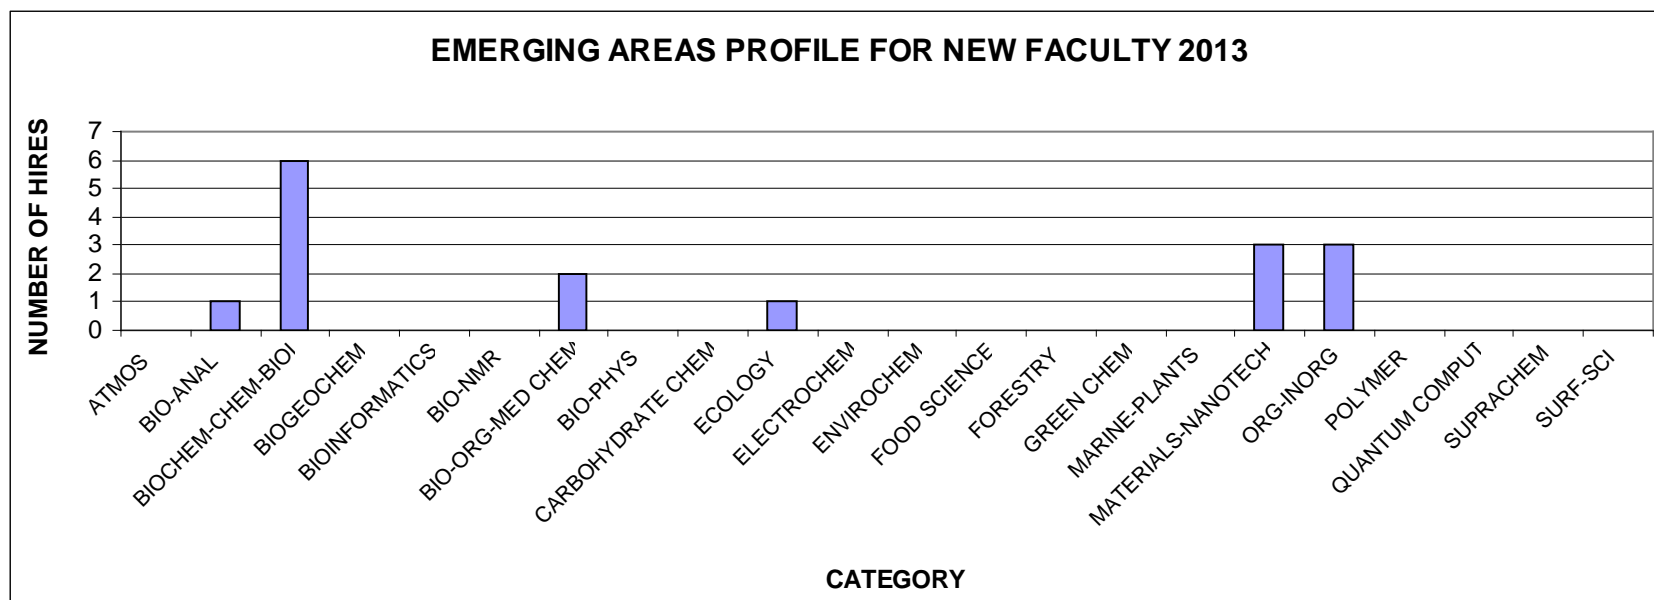 EMERGING AREAS PROFILE FOR NEW FACULTY 2013
NUMBER OF HIRES
7
6
5
4
3
2
1
0
ATMOS
BIO-ANAL
BIOCHEM-CHEM-BIOL
BIOGEOCHEM
BIOINFORMATICS
BIO-NMR
BIO-ORG-MED CHEM
BIO-PHYS
CARBOHYDRATE CHEM
ECOLOGY
ELECTROCHEM
ENVIROCHEM
FOOD SCIENCE
FORESTRY
GREEN CHEM
MARINE-PLANTS
MATERIALS-NANOTECH
ORG-INORG
POLYMER
QUANTUM COMPUT
SUPRACHEM
SURF-SCI
CATEGORY